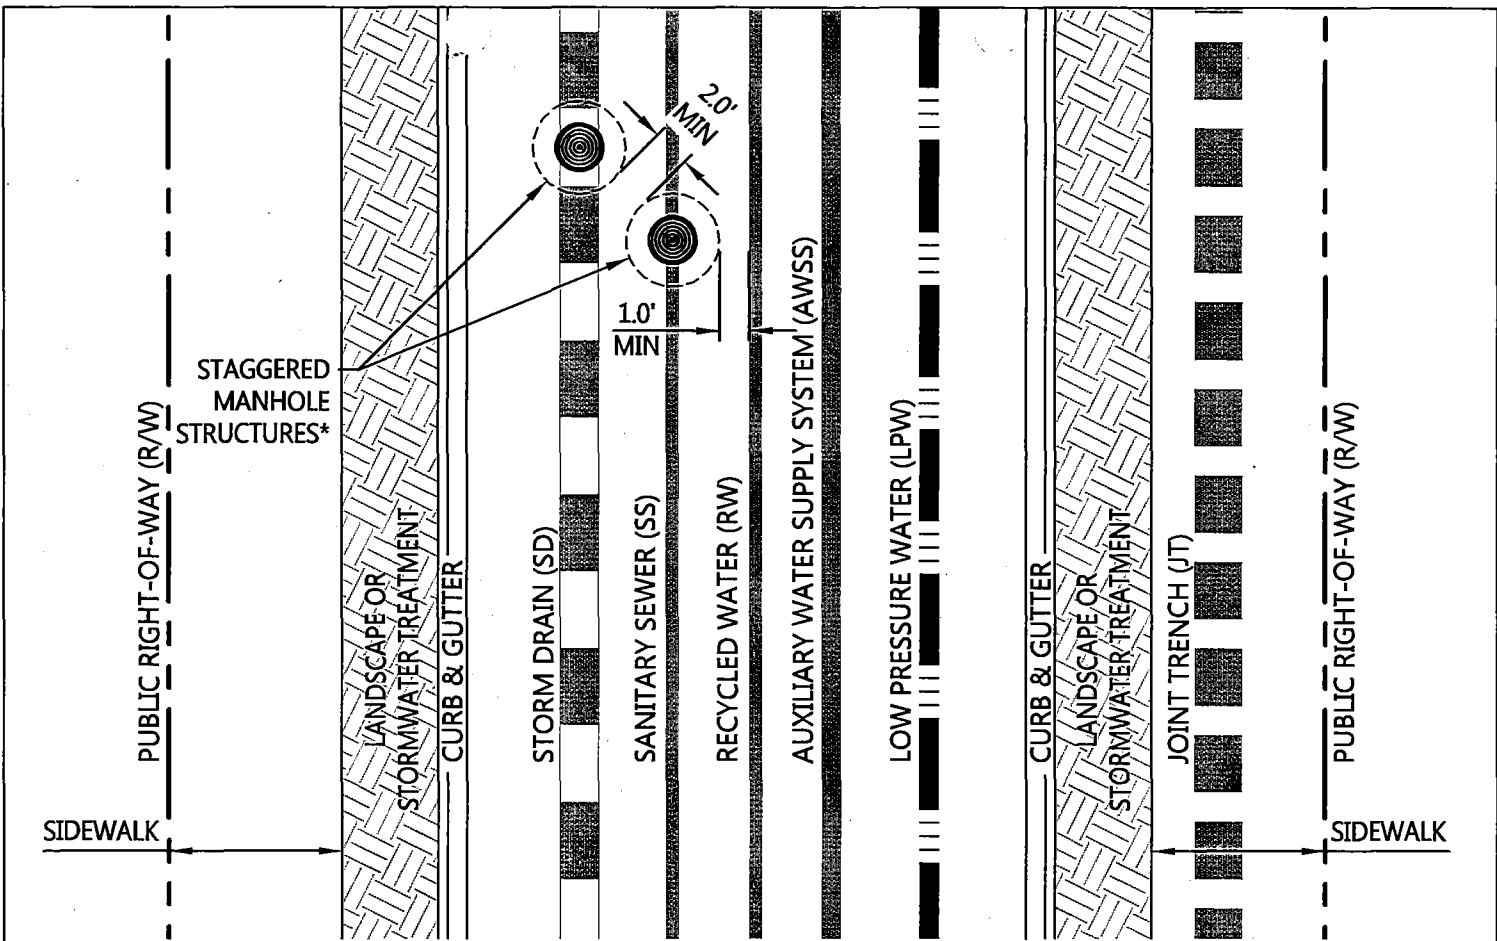 2.0'
MIN
1.0'
MIN
STAGGERED
MANHOLE
STRUCTURES*
PUBLIC RIGHT-OF-WAY (R/W)
LANDSCAPE OR
STORMWATER TREATMENT
CURB & GUTTER
STORM DRAIN (SD)
SANITARY SEWER (SS)
RECYCLED WATER (RW)
AUXILIARY WATER SUPPLY SYSTEM (AWSS)
LOW PRESSURE WATER (LPW)
CURB & GUTTER
LANDSCAPE OR
STORMWATER TREATMENT
JOINT TRENCH (JT)
PUBLIC RIGHT-OF-WAY (R/W)
SIDEWALK
SIDEWALK